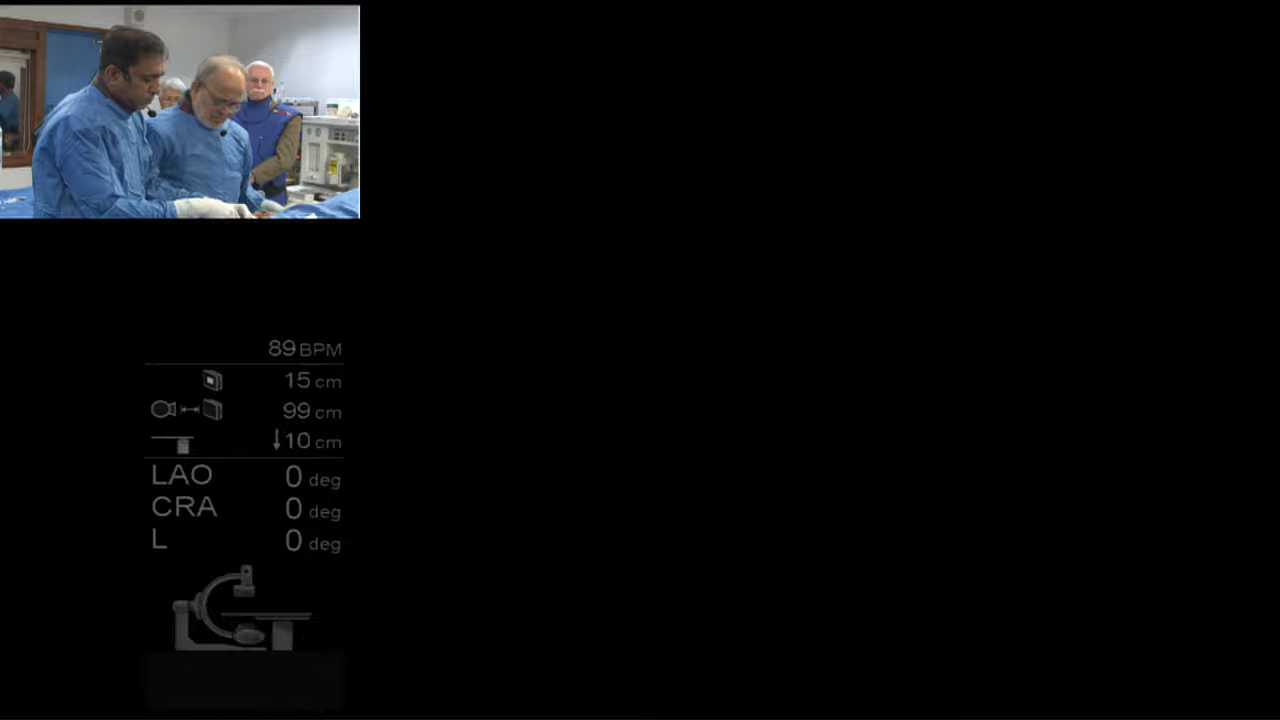 89 BPM
15 cm
99 cm
↓10 cm
LAO 0 deg
CRA 0 deg
L 0 deg